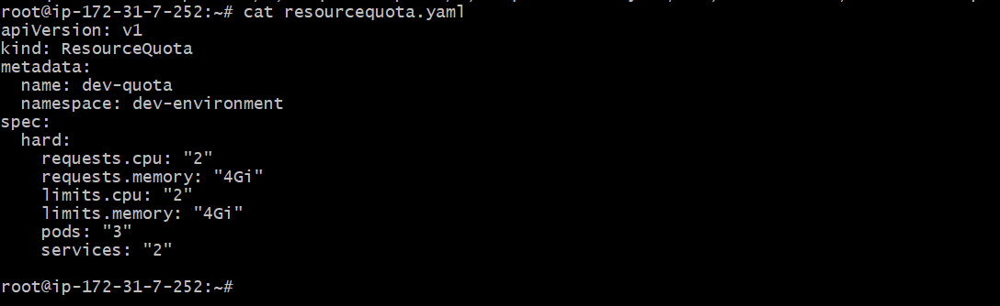 root@ip-172-31-7-252:~# cat resourcequota.yaml
apiVersion: v1
kind: ResourceQuota
metadata:
  name: dev-quota
  namespace: dev-environment
spec:
  hard:
    requests.cpu: "2"
    requests.memory: "4Gi"
    limits.cpu: "2"
    limits.memory: "4Gi"
    pods: "3"
    services: "2"

root@ip-172-31-7-252:~#